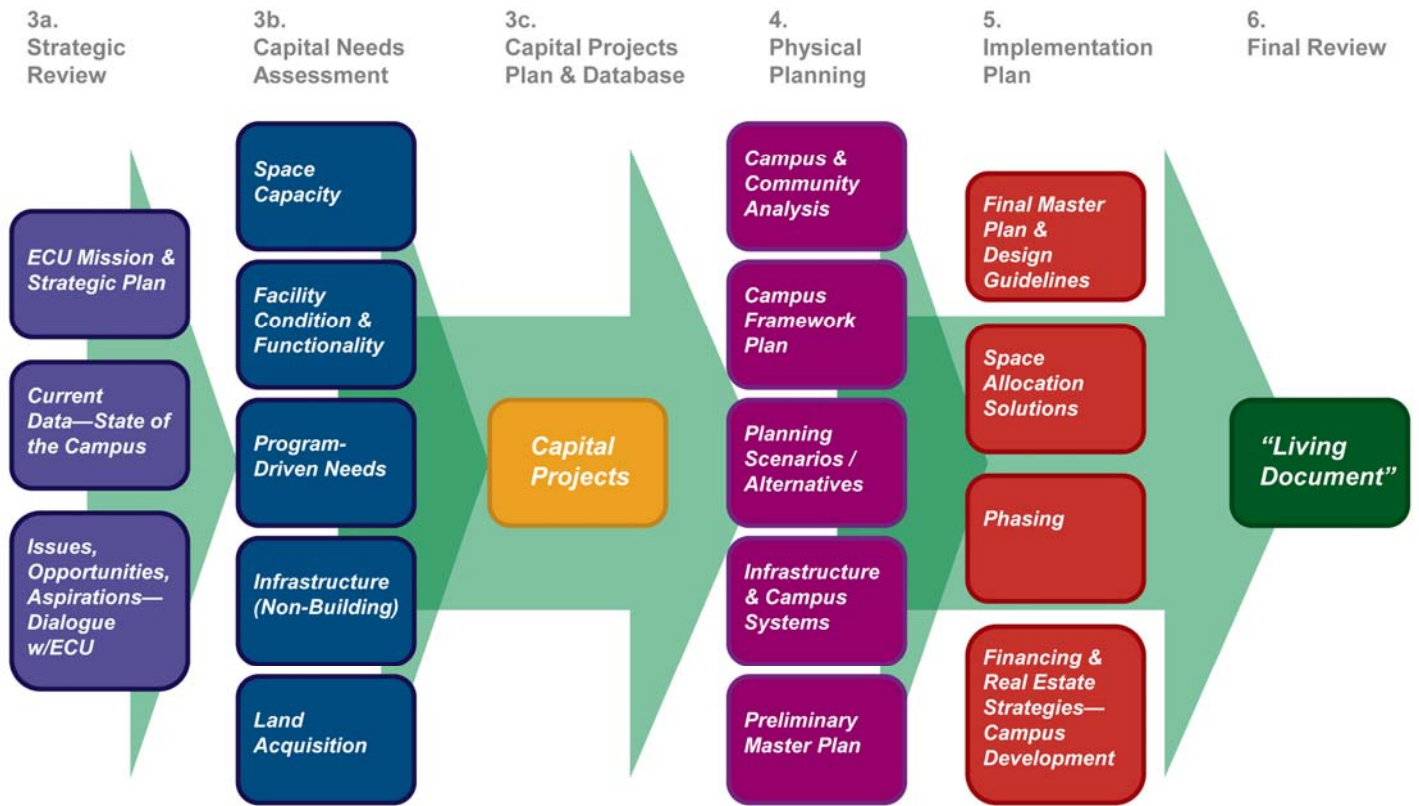 3a.
Strategic
Review
3b.
Capital Needs
Assessment
3c.
Capital Projects
Plan & Database
4.
Physical
Planning
5.
Implementation
Plan
6.
Final Review
ECU Mission &
Strategic Plan
Current
Data—State of
the Campus
Issues,
Opportunities,
Aspirations—
Dialogue
w/ECU
Space
Capacity
Facility
Condition &
Functionality
Program-
Driven Needs
Infrastructure
(Non-Building)
Land
Acquisition
Capital
Projects
Campus &
Community
Analysis
Campus
Framework
Plan
Planning
Scenarios /
Alternatives
Infrastructure
& Campus
Systems
Preliminary
Master Plan
Final Master
Plan &
Design
Guidelines
Space
Allocation
Solutions
Phasing
Financing &
Real Estate
Strategies—
Campus
Development
“Living
Document”